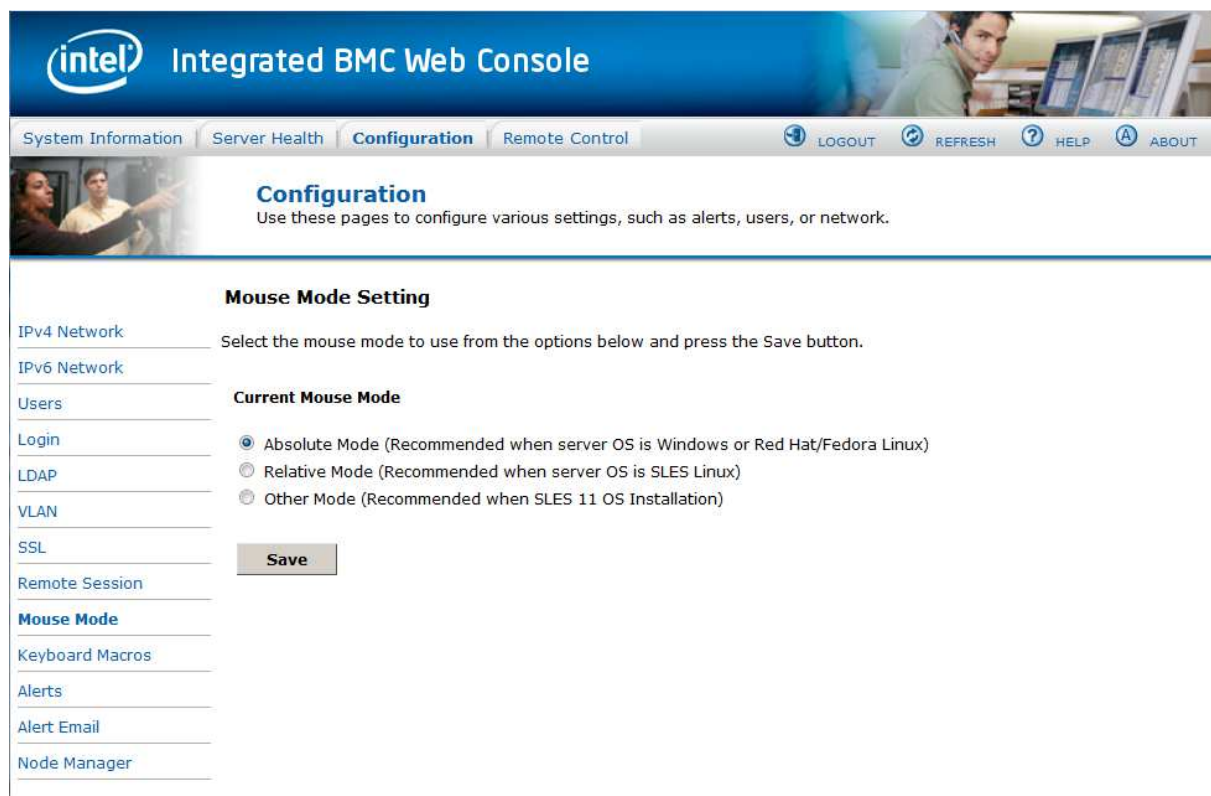 intel Integrated BMC Web Console
System Information Server Health Configuration Remote Control LOGOUT REFRESH ? HELP A ABOUT
Configuration
Use these pages to configure various settings, such as alerts, users, or network.
Mouse Mode Setting
Select the mouse mode to use from the options below and press the Save button.
Current Mouse Mode
Absolute Mode (Recommended when server OS is Windows or Red Hat/Fedora Linux)
Relative Mode (Recommended when server OS is SLES Linux)
Other Mode (Recommended when SLES 11 OS Installation)
Save
IPv4 Network
IPv6 Network
Users
Login
LDAP
VLAN
SSL
Remote Session
Mouse Mode
Keyboard Macros
Alerts
Alert Email
Node Manager